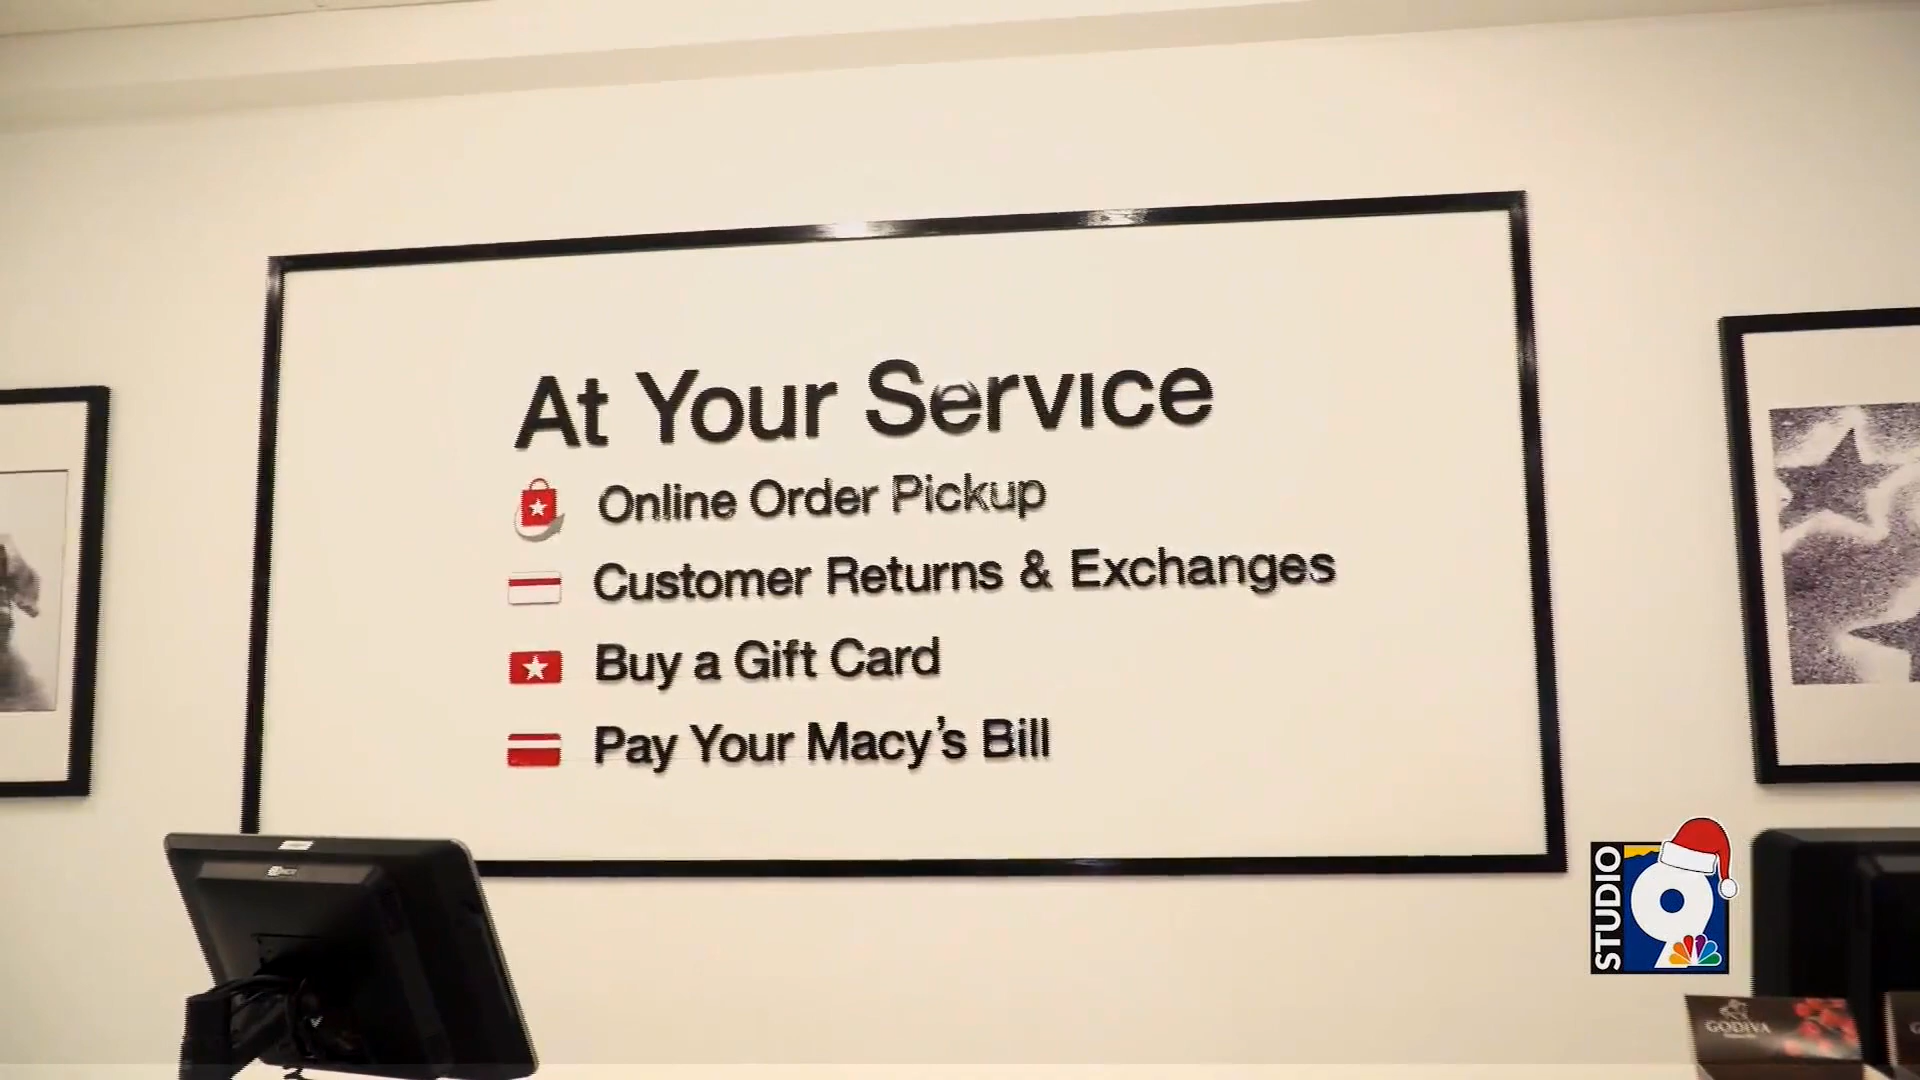 At Your Service
Online Order Pickup
Customer Returns & Exchanges
Buy a Gift Card
Pay Your Macy's Bill
STUDIO
9
GODIVA